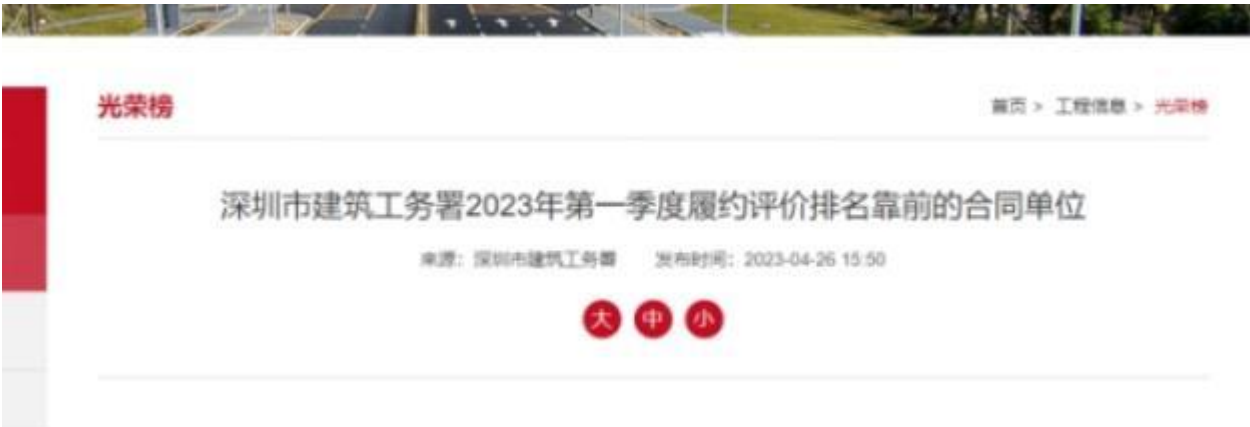 光荣榜
首页 > 工程信息 > 光荣榜
深圳市建筑工务署2023年第一季度履约评价排名靠前的合同单位
来源：深圳市建筑工务署 发布时间：2023-04-26 15:50
大 中 小